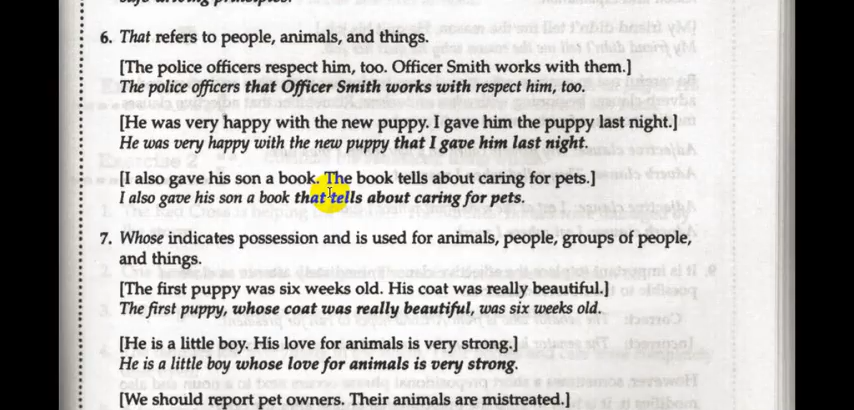 6. That refers to people, animals, and things.
[The police officers respect him, too. Officer Smith works with them.]
The police officers that Officer Smith works with respect him, too.
[He was very happy with the new puppy. I gave him the puppy last night.]
He was very happy with the new puppy that I gave him last night.
[I also gave his son a book. The book tells about caring for pets.]
I also gave his son a book that tells about caring for pets.
7. Whose indicates possession and is used for animals, people, groups of people,
and things.
[The first puppy was six weeks old. His coat was really beautiful.]
The first puppy, whose coat was really beautiful, was six weeks old.
[He is a little boy. His love for animals is very strong.]
He is a little boy whose love for animals is very strong.
[We should report pet owners. Their animals are mistreated.]